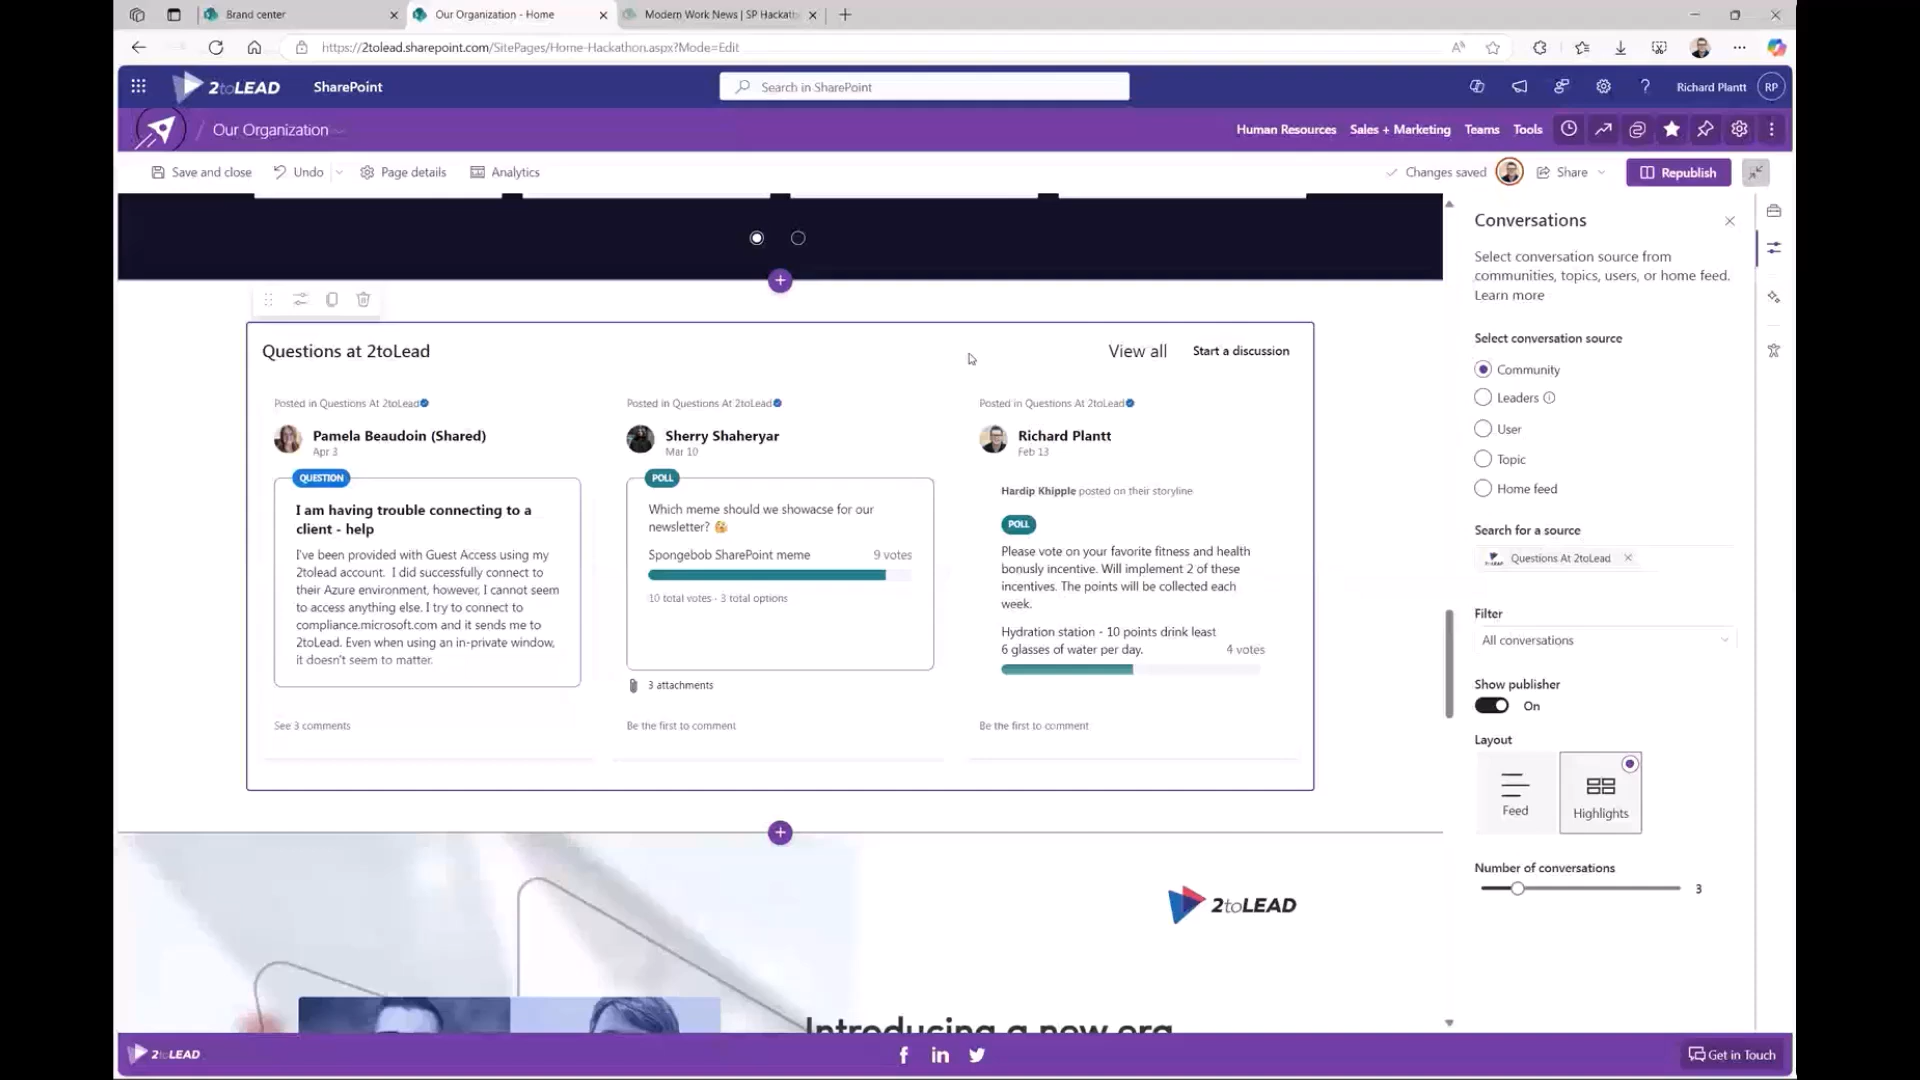 Brand center
Our Organization - Home
Modern Work News | SP Hackath
https://2tolead.sharepoint.com/SitePages/Home-Hackathon.aspx?Mode=Edit
2toLEAD
SharePoint
Search in SharePoint
Richard Plantt
RP
/ Our Organization
Human Resources
Sales + Marketing
Teams
Tools
Save and close
Undo
Page details
Analytics
Changes saved
Share
Republish
Conversations
Select conversation source from
communities, topics, users, or home feed.
Learn more
Select conversation source
Community
Leaders
User
Topic
Home feed
Search for a source
Questions At 2toLead
Filter
All conversations
Show publisher
On
Layout
Feed
Highlights
Number of conversations
3
Questions at 2toLead
View all
Start a discussion
Posted in Questions At 2toLead
Pamela Beaudoin (Shared)
Apr 3
QUESTION
I am having trouble connecting to a
client - help
I've been provided with Guest Access using my
2tolead account. I did successfully connect to
their Azure environment, however, I cannot seem
to access anything else. I try to connect to
compliance.microsoft.com and it sends me to
2toLead. Even when using an in-private window,
it doesn't seem to matter.
See 3 comments
Posted in Questions At 2toLead
Sherry Shaheryar
Mar 10
POLL
Which meme should we showacse for our
newsletter?
Spongebob SharePoint meme
9 votes
10 total votes - 3 total options
3 attachments
Be the first to comment
Posted in Questions At 2toLead
Richard Plantt
Feb 13
Hardip Khipple posted on their storyline
POLL
Please vote on your favorite fitness and health
bonusly incentive. Will implement 2 of these
incentives. The points will be collected each
week.
Hydration station - 10 points drink least
6 glasses of water per day.
4 votes
Be the first to comment
2toLEAD
Introducing a new era
2toLEAD
Get in Touch